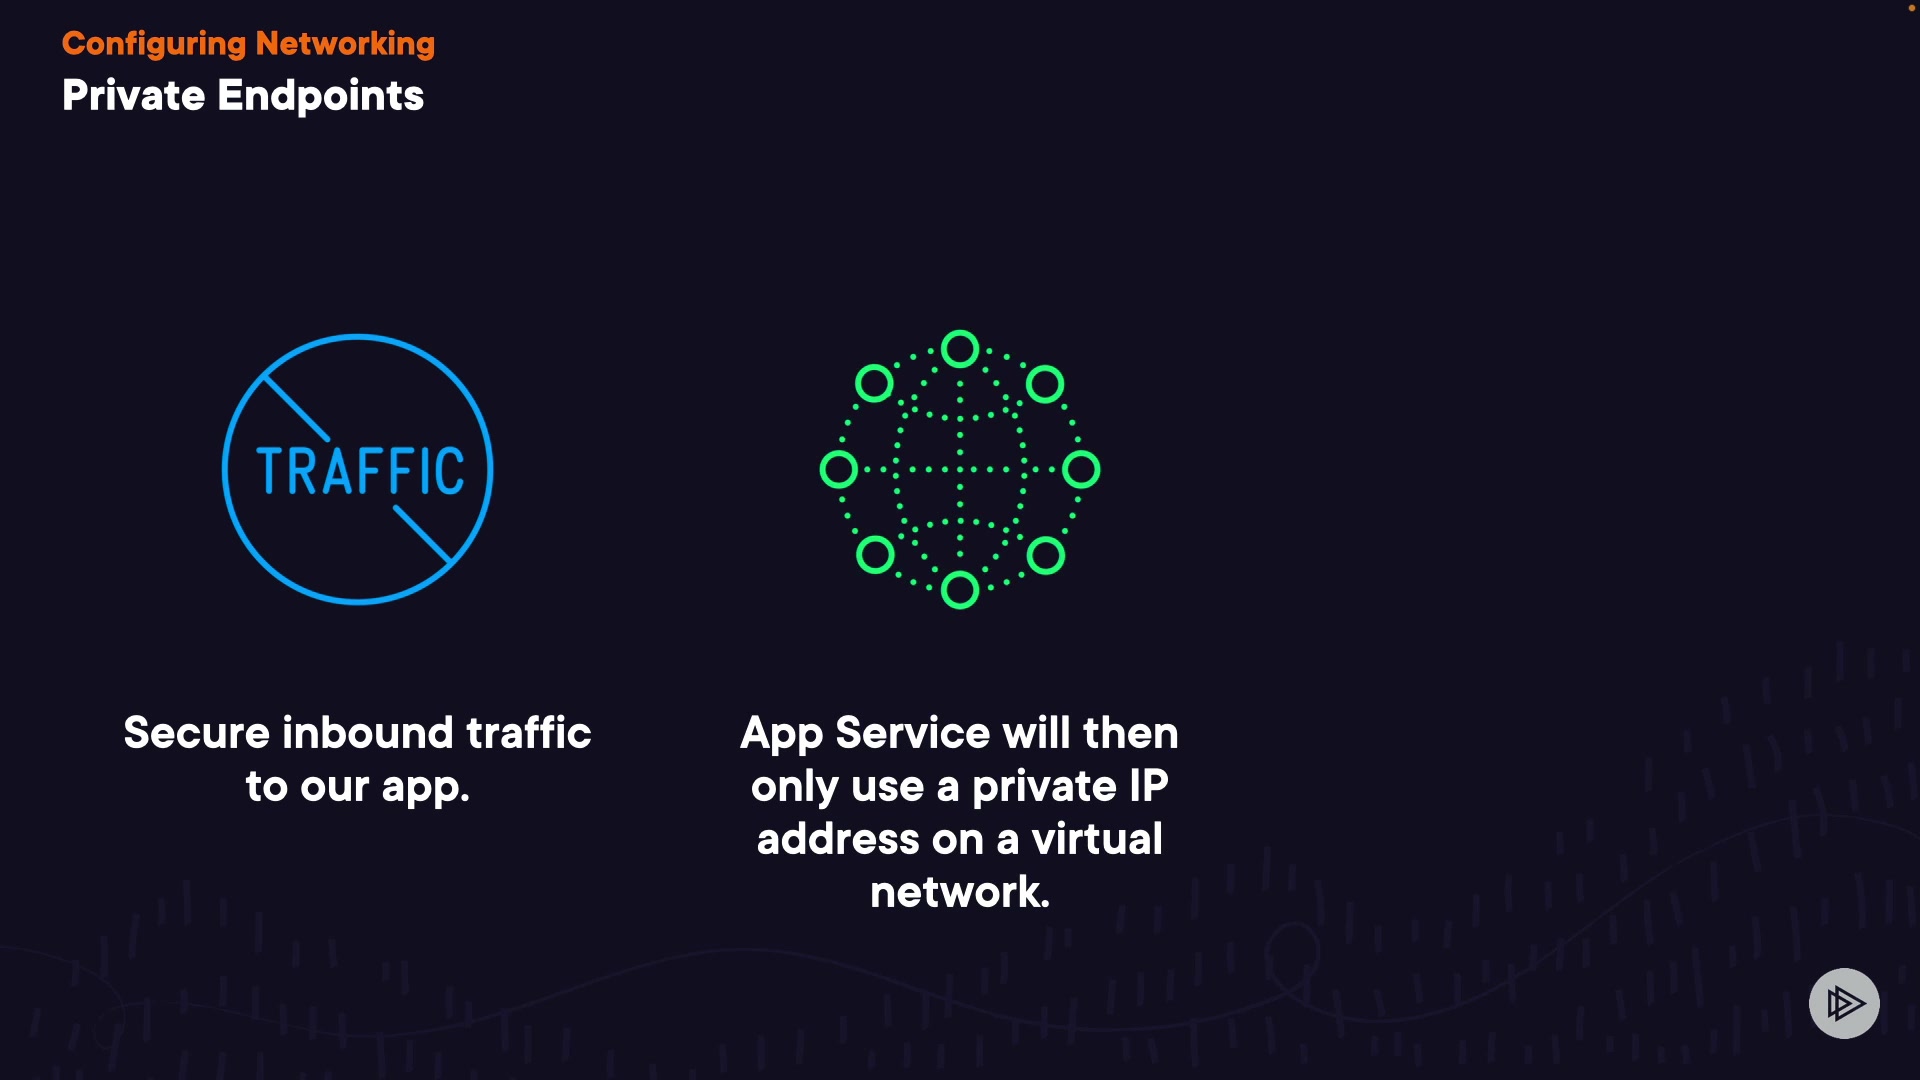 Configuring Networking
Private Endpoints
TRAFFIC
Secure inbound traffic
to our app.
App Service will then
only use a private IP
address on a virtual
network.